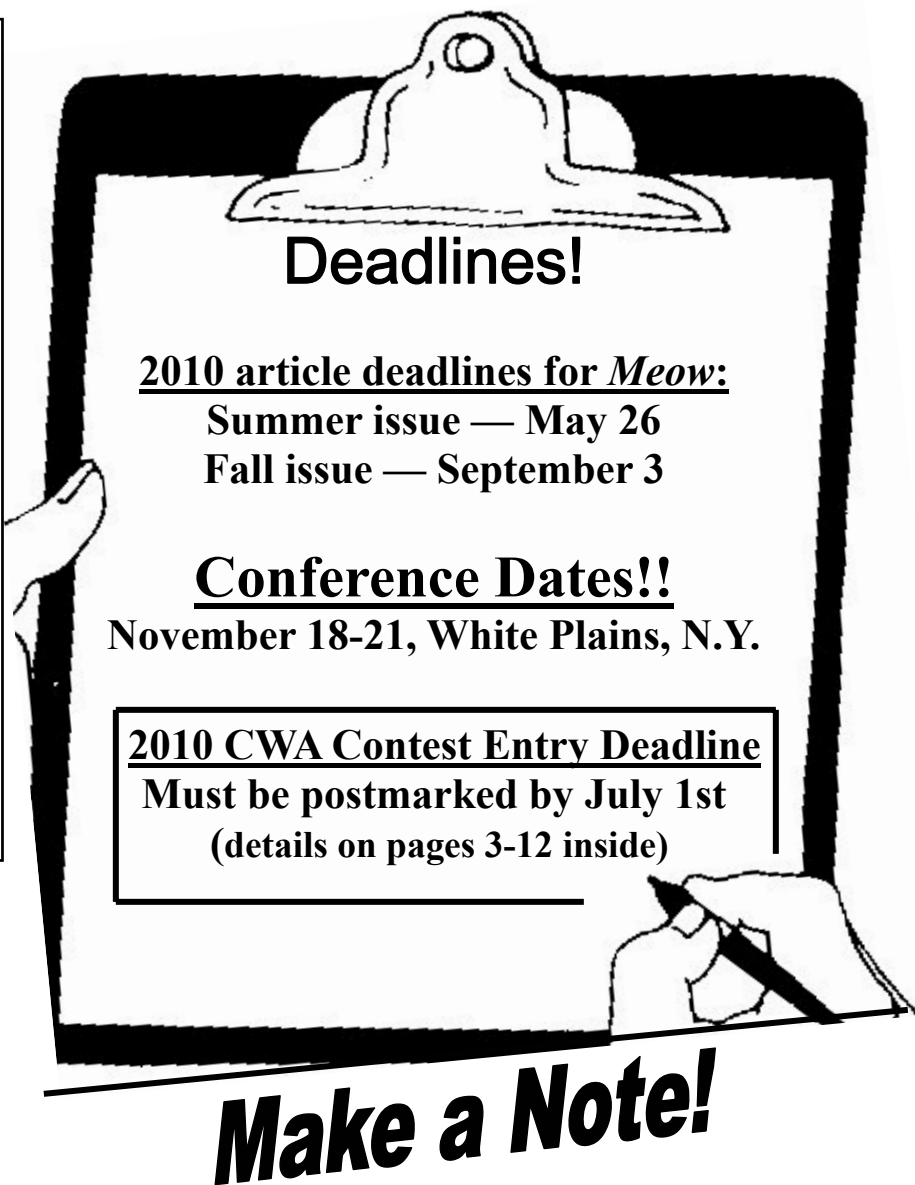 Deadlines!
2010 article deadlines for Meow:
Summer issue — May 26
Fall issue — September 3
Conference Dates!!
November 18-21, White Plains, N.Y.
2010 CWA Contest Entry Deadline
Must be postmarked by July 1st
(details on pages 3-12 inside)
Make a Note!